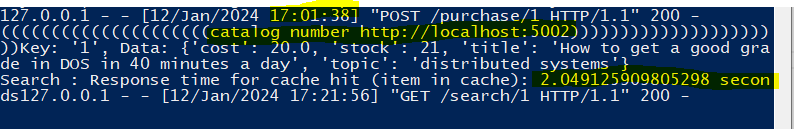 127.0.0.1 - - [12/Jan/2024 17:01:38] "POST /purchase/1 HTTP/1.1" 200 -
((((((((((((((((((((((catalog number http://localhost:5002))))))))))))))))))))))
))Key: '1', Data: {'cost': 20.0, 'stock': 21, 'title': 'How to get a good gra
de in DOS in 40 minutes a day', 'topic': 'distributed systems'}
Search : Response time for cache hit (item in cache): 2.049125909805298 secon
ds127.0.0.1 - - [12/Jan/2024 17:21:56] "GET /search/1 HTTP/1.1" 200 -